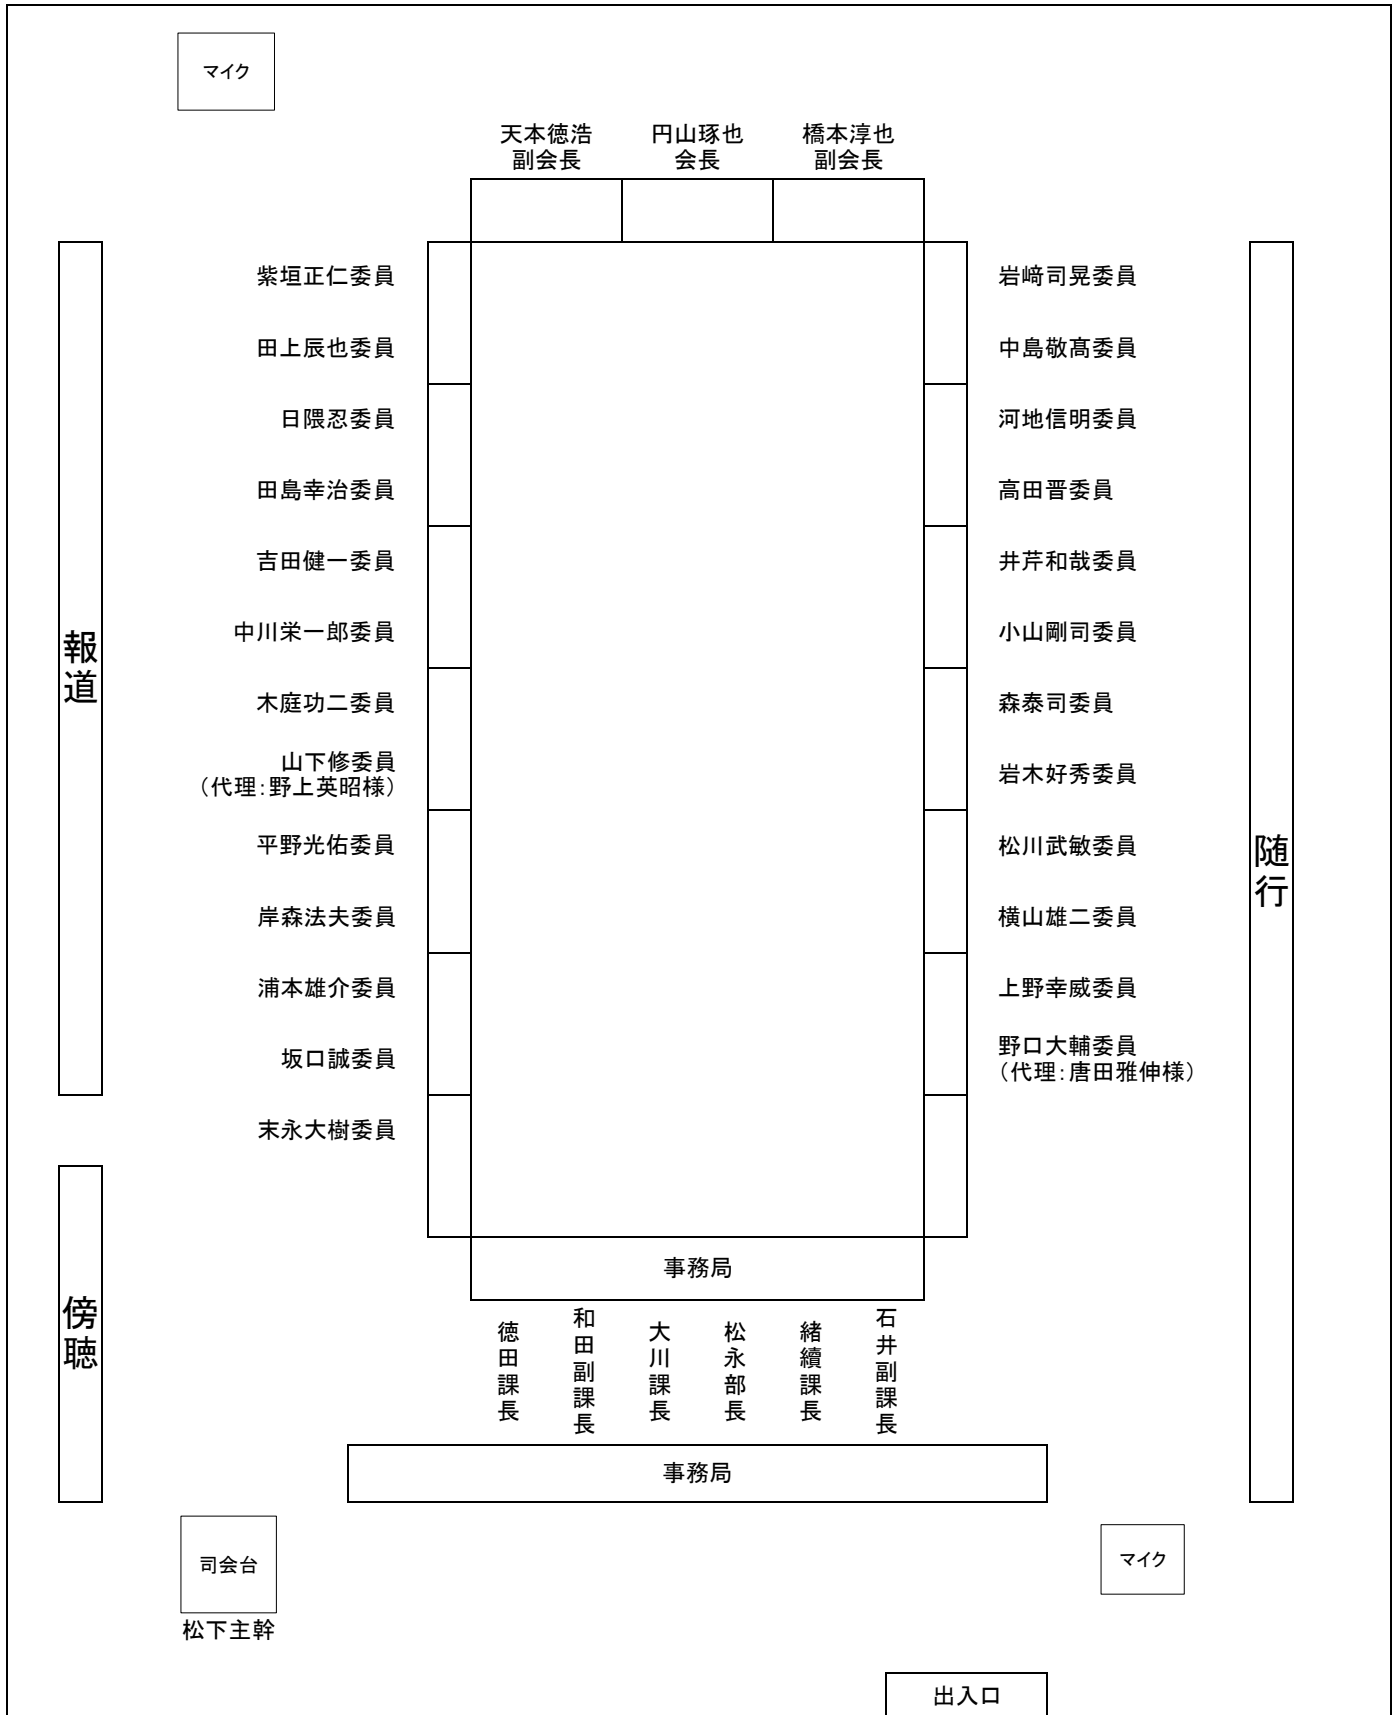 マイク
天本徳浩
副会長
円山琢也
会長
橋本淳也
副会長
紫垣正仁委員
田上辰也委員
日隈忍委員
田島幸治委員
吉田健一委員
中川栄一郎委員
木庭功二委員
山下修委員
（代理：野上英昭様）
平野光佑委員
岸森法夫委員
浦本雄介委員
坂口誠委員
末永大樹委員
岩﨑司晃委員
中島敬髙委員
河地信明委員
高田晋委員
井芹和哉委員
小山剛司委員
森泰司委員
岩木好秀委員
松川武敏委員
横山雄二委員
上野幸威委員
野口大輔委員
（代理：唐田雅伸様）
報道
傍聴
随行
事務局
徳田課長
和田副課長
大川課長
松永部長
緒續課長
石井副課長
事務局
司会台
松下主幹
マイク
出入口